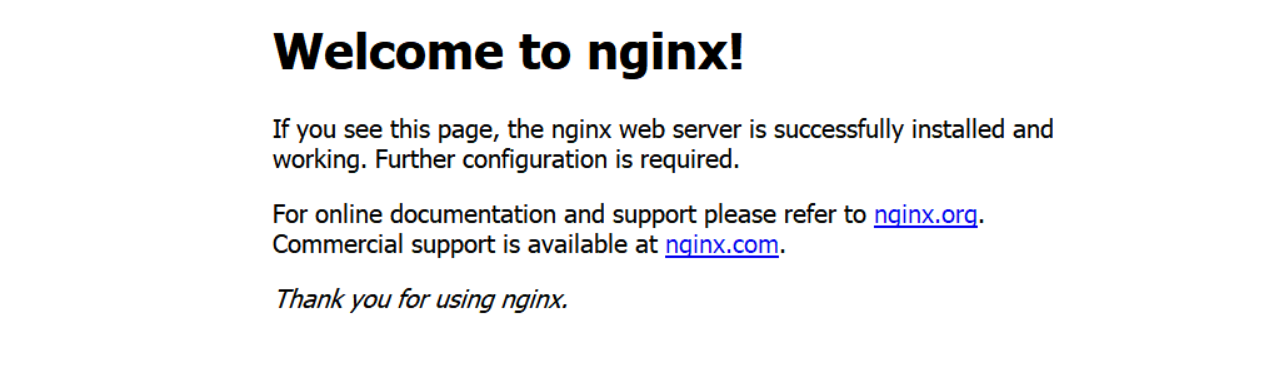 Welcome to nginx!
If you see this page, the nginx web server is successfully installed and
working. Further configuration is required.
For online documentation and support please refer to nginx.org.
Commercial support is available at nginx.com.
Thank you for using nginx.